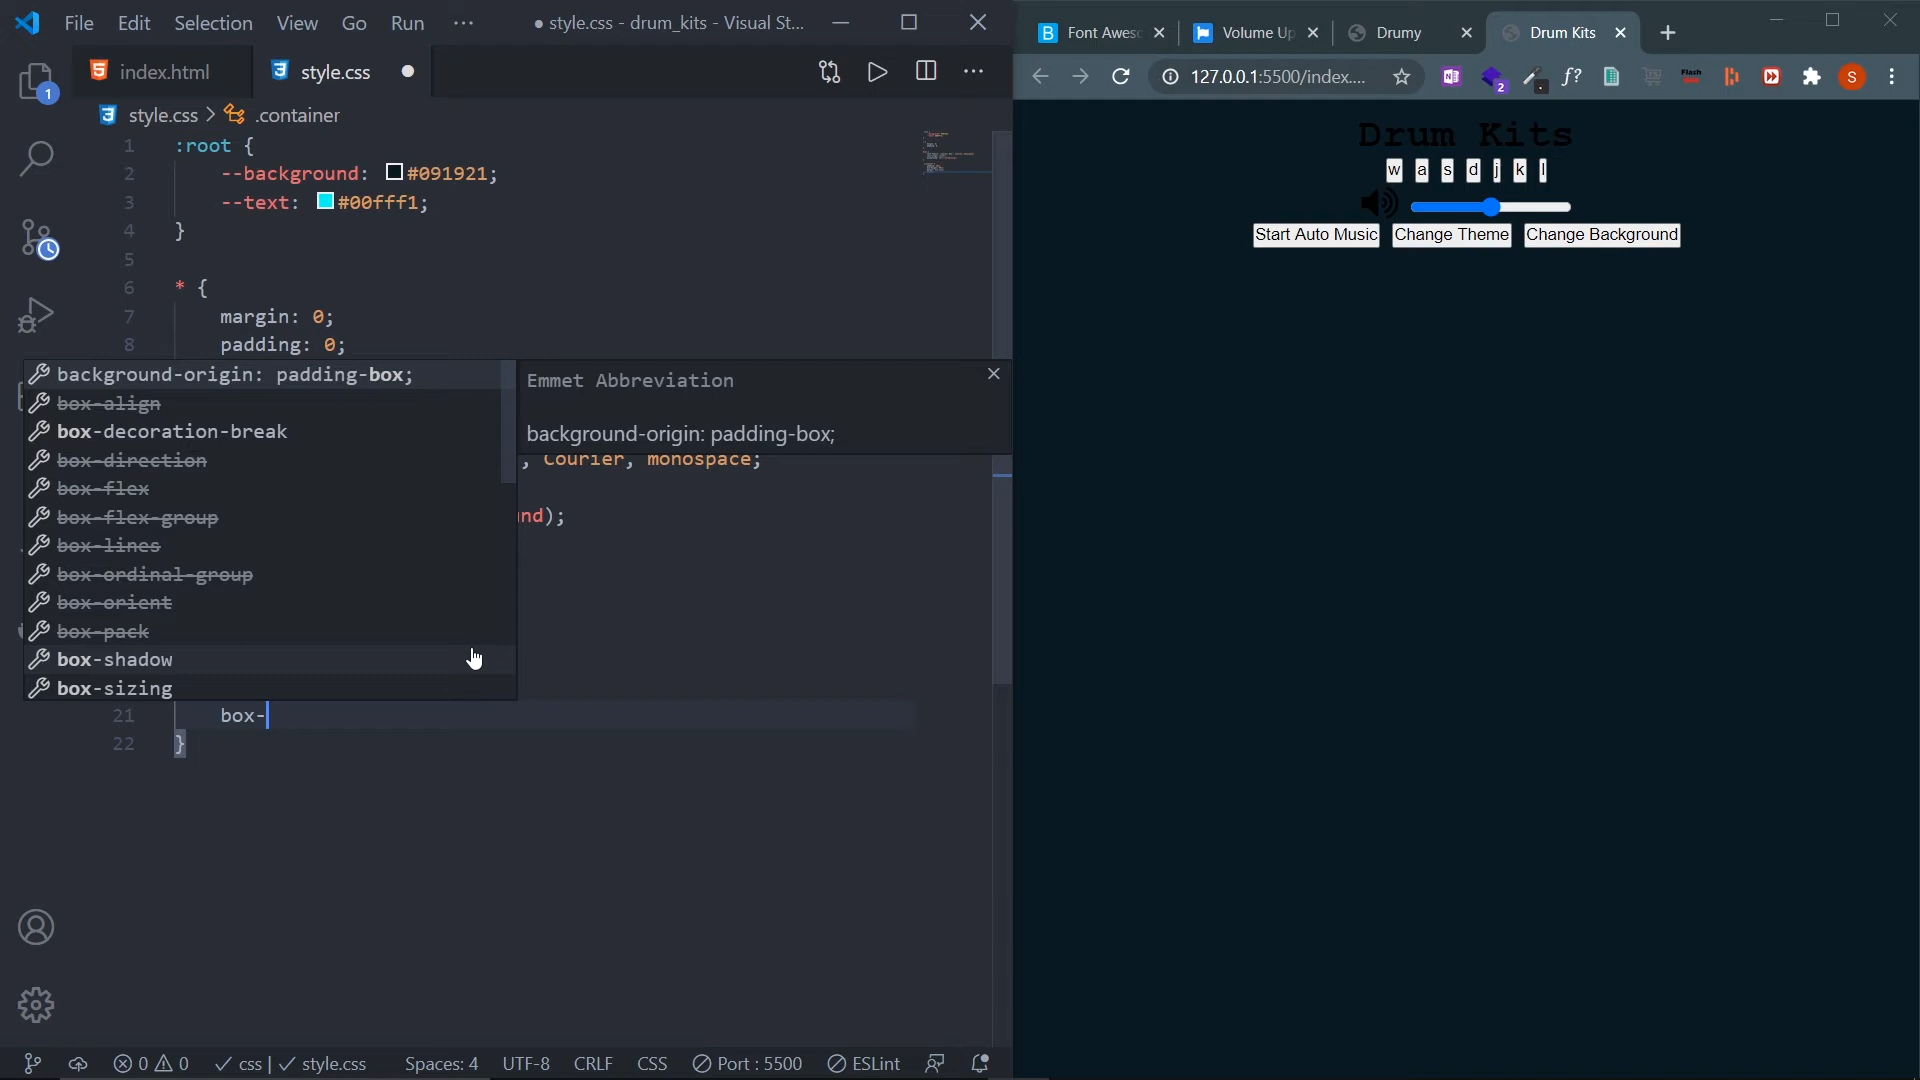 File Edit Selection View Go Run ··· ● style.css - drum_kits - Visual St...
index.html style.css
style.css > .container
1 :root {
2 --background: #091921;
3 --text: #00fff1;
4 }
5
6 * {
7 margin: 0;
8 padding: 0;
background-origin: padding-box;
box-align
box-decoration-break
box-direction
box-flex
box-flex-group
box-lines
box-ordinal-group
box-orient
box-pack
box-shadow
box-sizing
Emmet Abbreviation
background-origin: padding-box;
, Courier, monospace;
nd);
21 box-
22 }
1
0 0 css | style.css Spaces: 4 UTF-8 CRLF CSS Port : 5500 ESLint
Font Awes Volume Up Drumy Drum Kits
127.0.0.1:5500/index.... f? Flash S
2
Drum Kits
w a s d j k l
Start Auto Music Change Theme Change Background